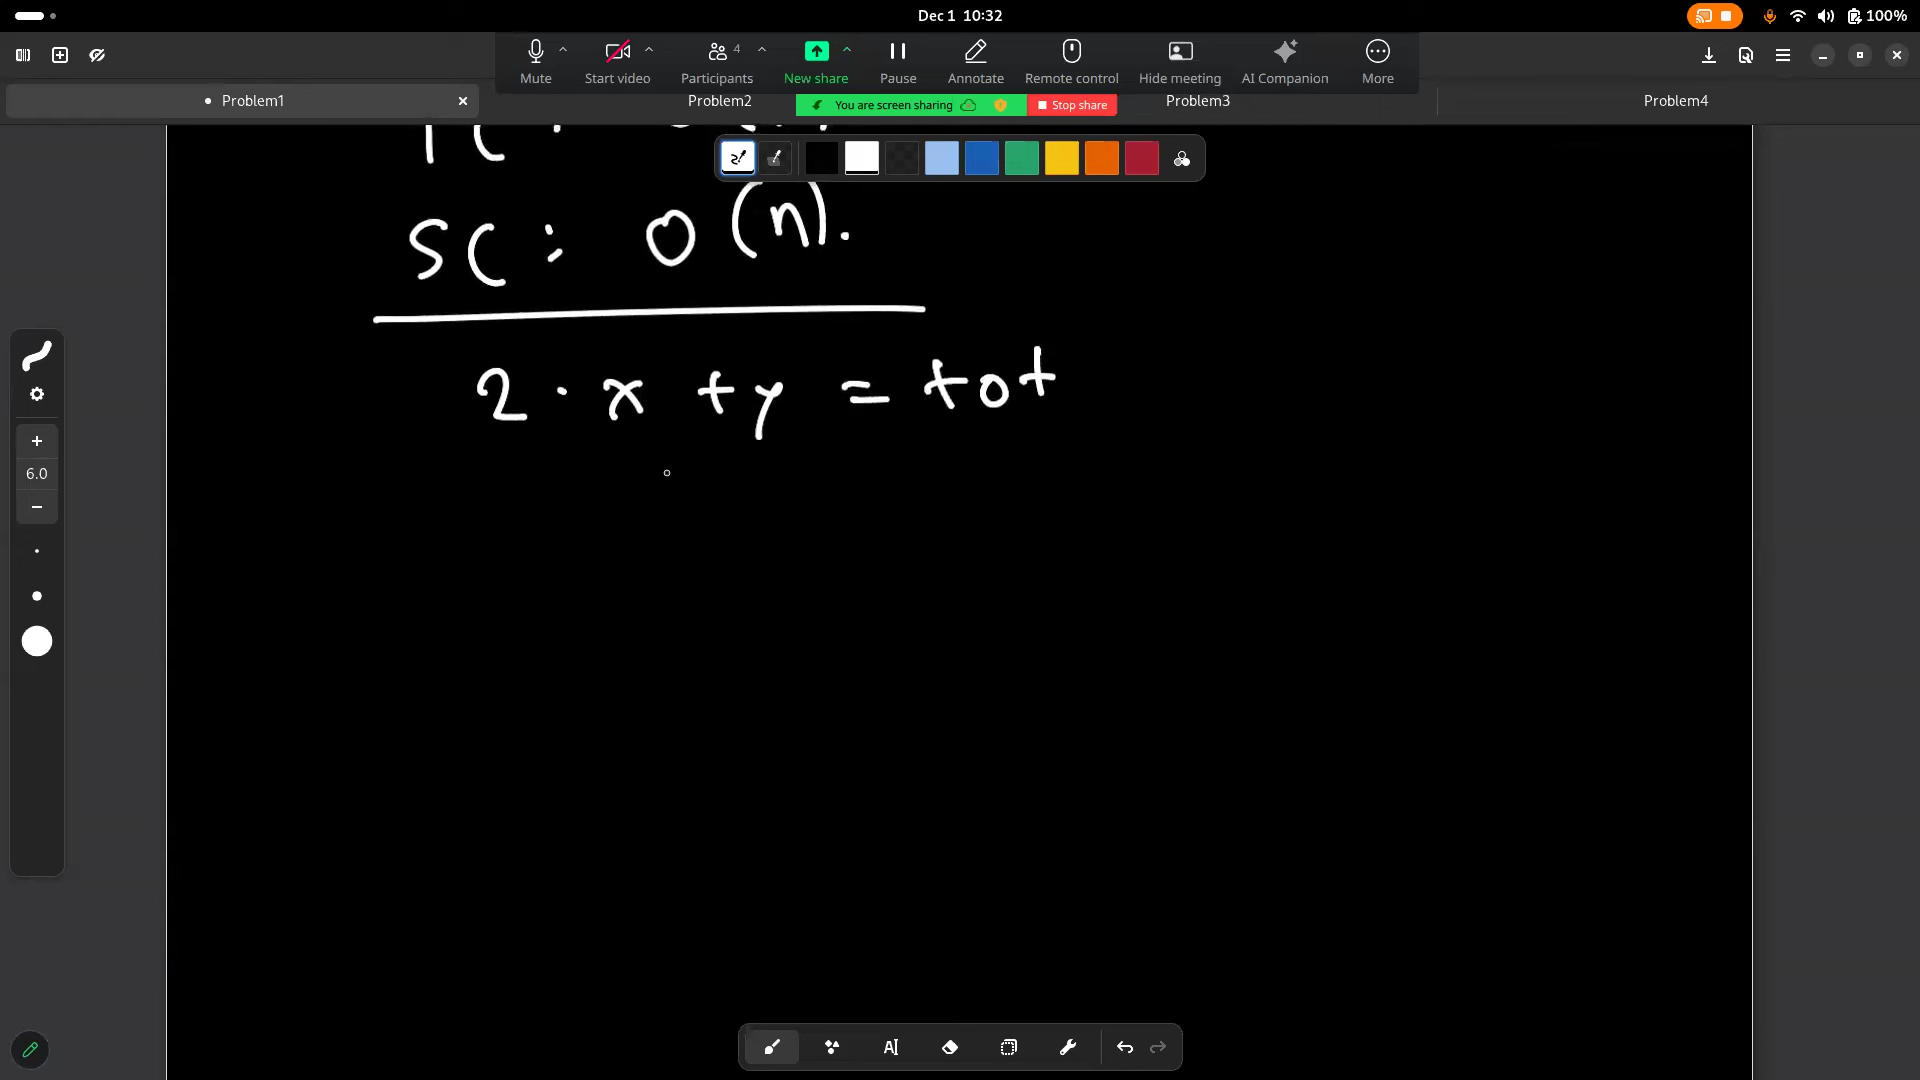 Dec 1 10:32
100%
Mute
Start video
4
Participants
New share
Pause
Annotate
Remote control
Hide meeting
AI Companion
More
Problem1
Problem2
You are screen sharing
Stop share
Problem3
Problem4
SC : O (n).
2 · x + y = tot
6.0